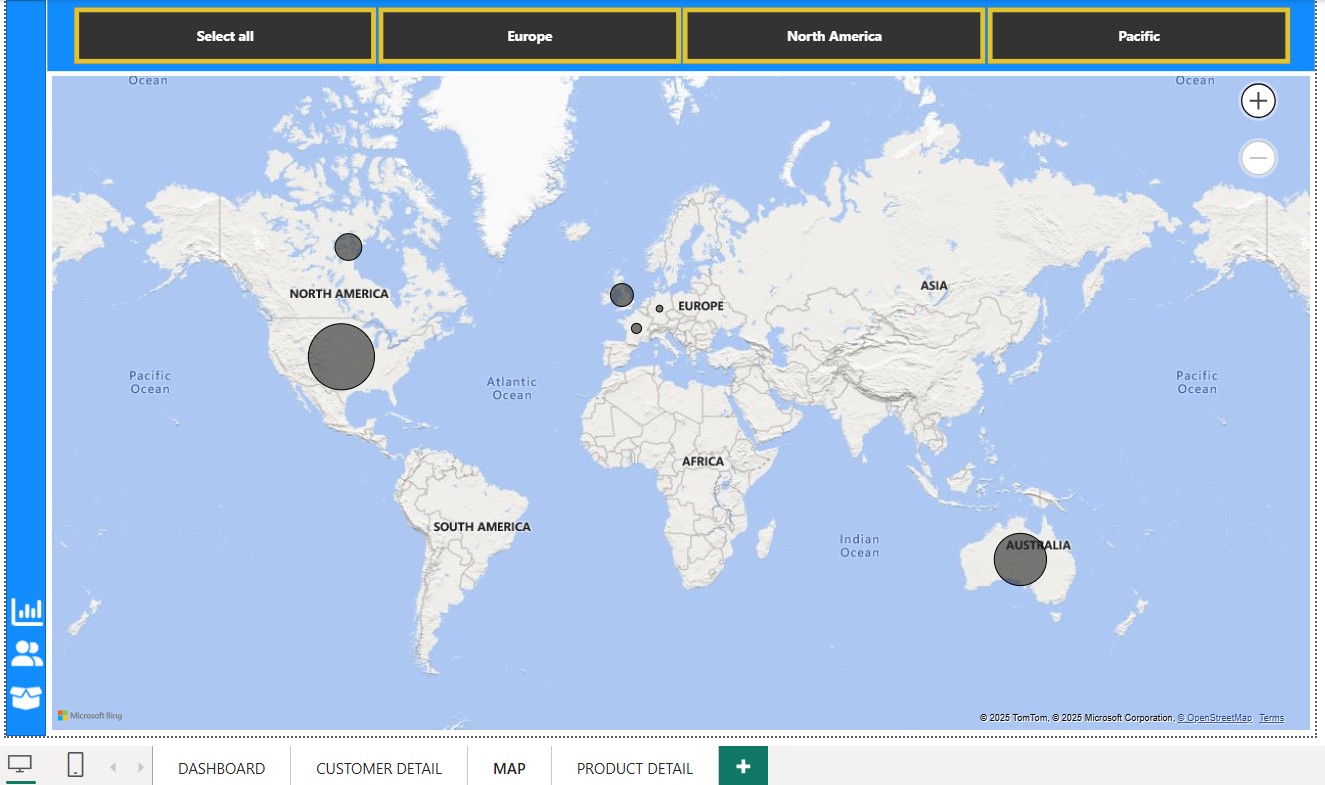 Select all
Europe
North America
Pacific
Ocean
Ocean
NORTH AMERICA
EUROPE
ASIA
Pacific
Ocean
Atlantic
Ocean
Pacific
Ocean
AFRICA
SOUTH AMERICA
Indian
Ocean
AUSTRALIA
Microsoft Bing
© 2025 TomTom, © 2025 Microsoft Corporation, © OpenStreetMap Terms
DASHBOARD
CUSTOMER DETAIL
MAP
PRODUCT DETAIL